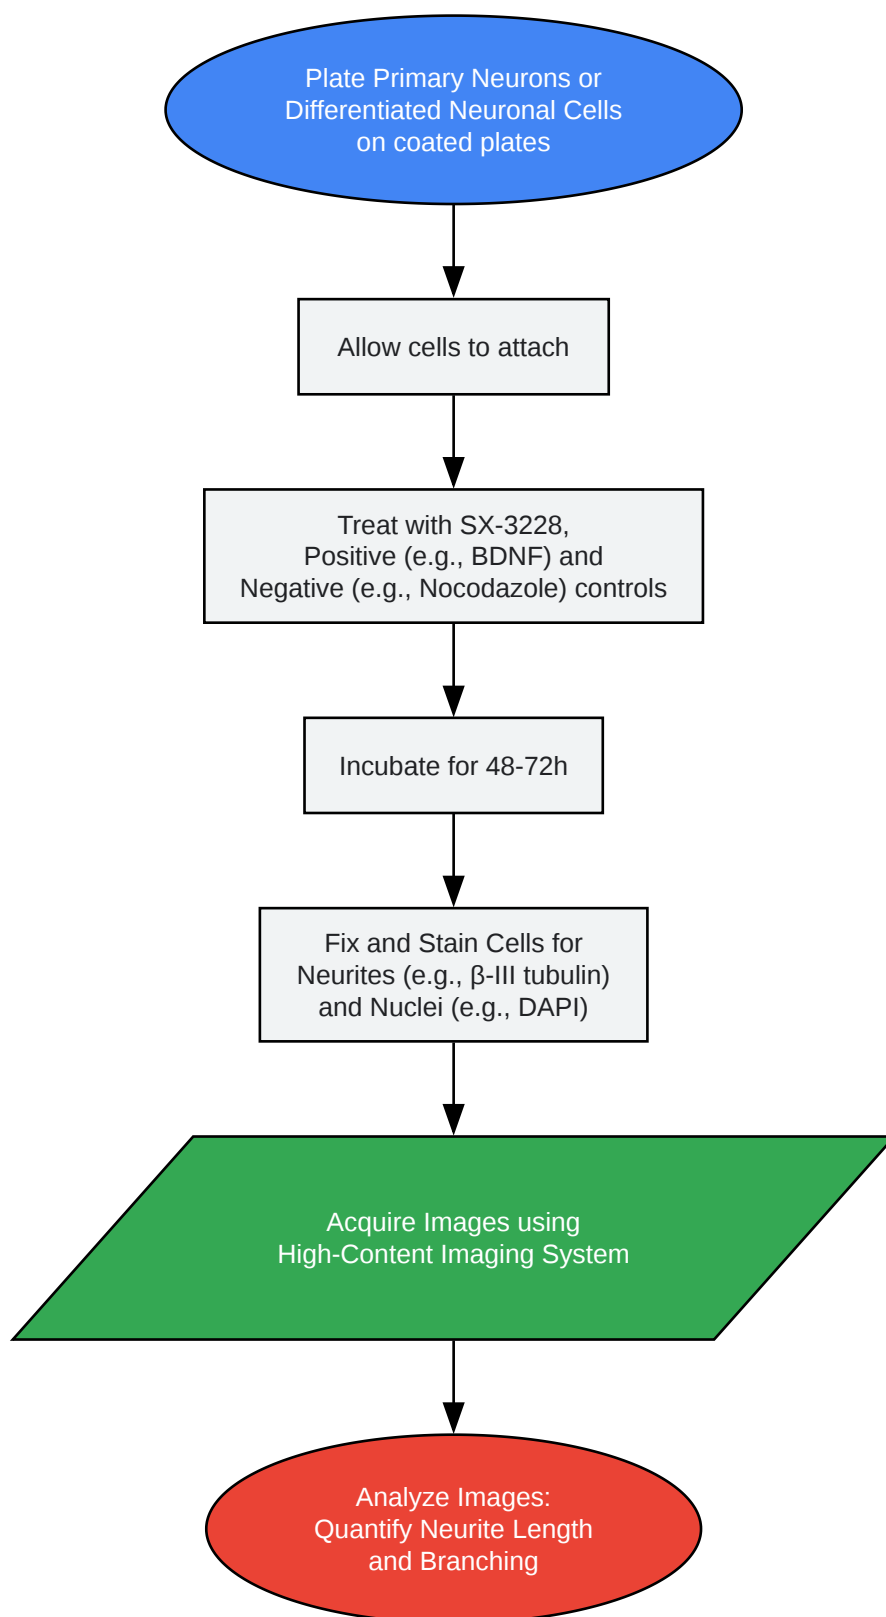 Plate Primary Neurons or
Differentiated Neuronal Cells
on coated plates
Allow cells to attach
Treat with SX-3228,
Positive (e.g., BDNF) and
Negative (e.g., Nocodazole) controls
Incubate for 48-72h
Fix and Stain Cells for
Neurites (e.g., β-III tubulin)
and Nuclei (e.g., DAPI)
Acquire Images using
High-Content Imaging System
Analyze Images:
Quantify Neurite Length
and Branching